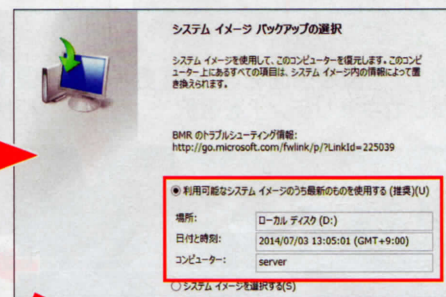 システム イメージ バックアップの選択
システム イメージを使用して、このコンピューターを復元します。このコンピ
ューター上にあるすべての項目は、システム イメージ内の情報によって置
き換えられます。
BMR のトラブルシューティング情報:
http://go.microsoft.com/fwlink/p/?LinkId=225039
利用可能なシステム イメージのうち最新のものを使用する (推奨)(U)
場所: ローカル ディスク (D:)
日付と時刻: 2014/07/03 13:05:01 (GMT+9:00)
コンピューター: server
システム イメージを選択する(S)